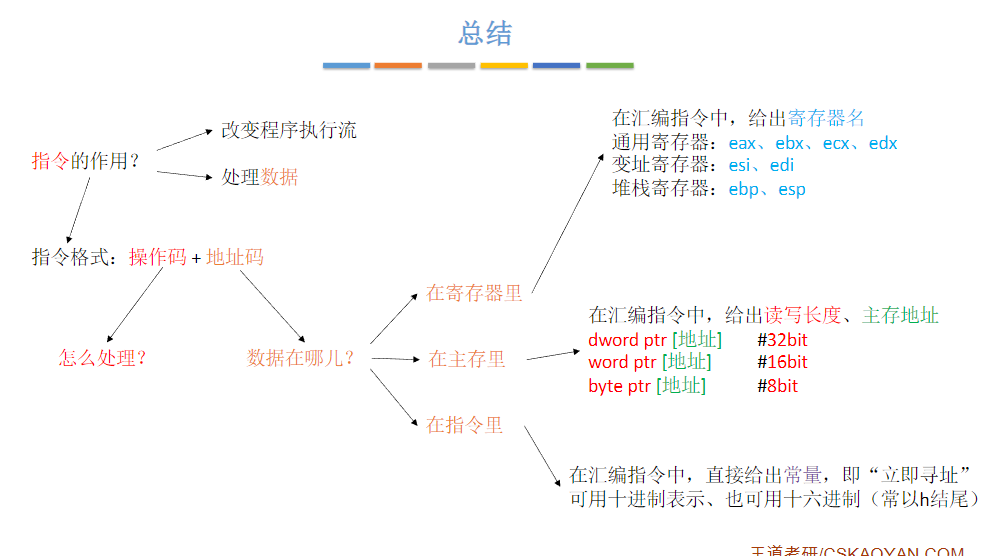 总结
改变程序执行流
指令的作用？
处理数据
指令格式：操作码 + 地址码
怎么处理？
数据在哪儿？
在寄存器里
在主存里
在指令里
在汇编指令中，给出寄存器名
通用寄存器：eax、ebx、ecx、edx
变址寄存器：esi、edi
堆栈寄存器：ebp、esp
在汇编指令中，给出读写长度、主存地址
dword ptr [地址] #32bit
word ptr [地址] #16bit
byte ptr [地址] #8bit
在汇编指令中，直接给出常量，即“立即寻址”
可用十进制表示、也可用十六进制（常以h结尾）
王道考研/CSKAOYAN.COM